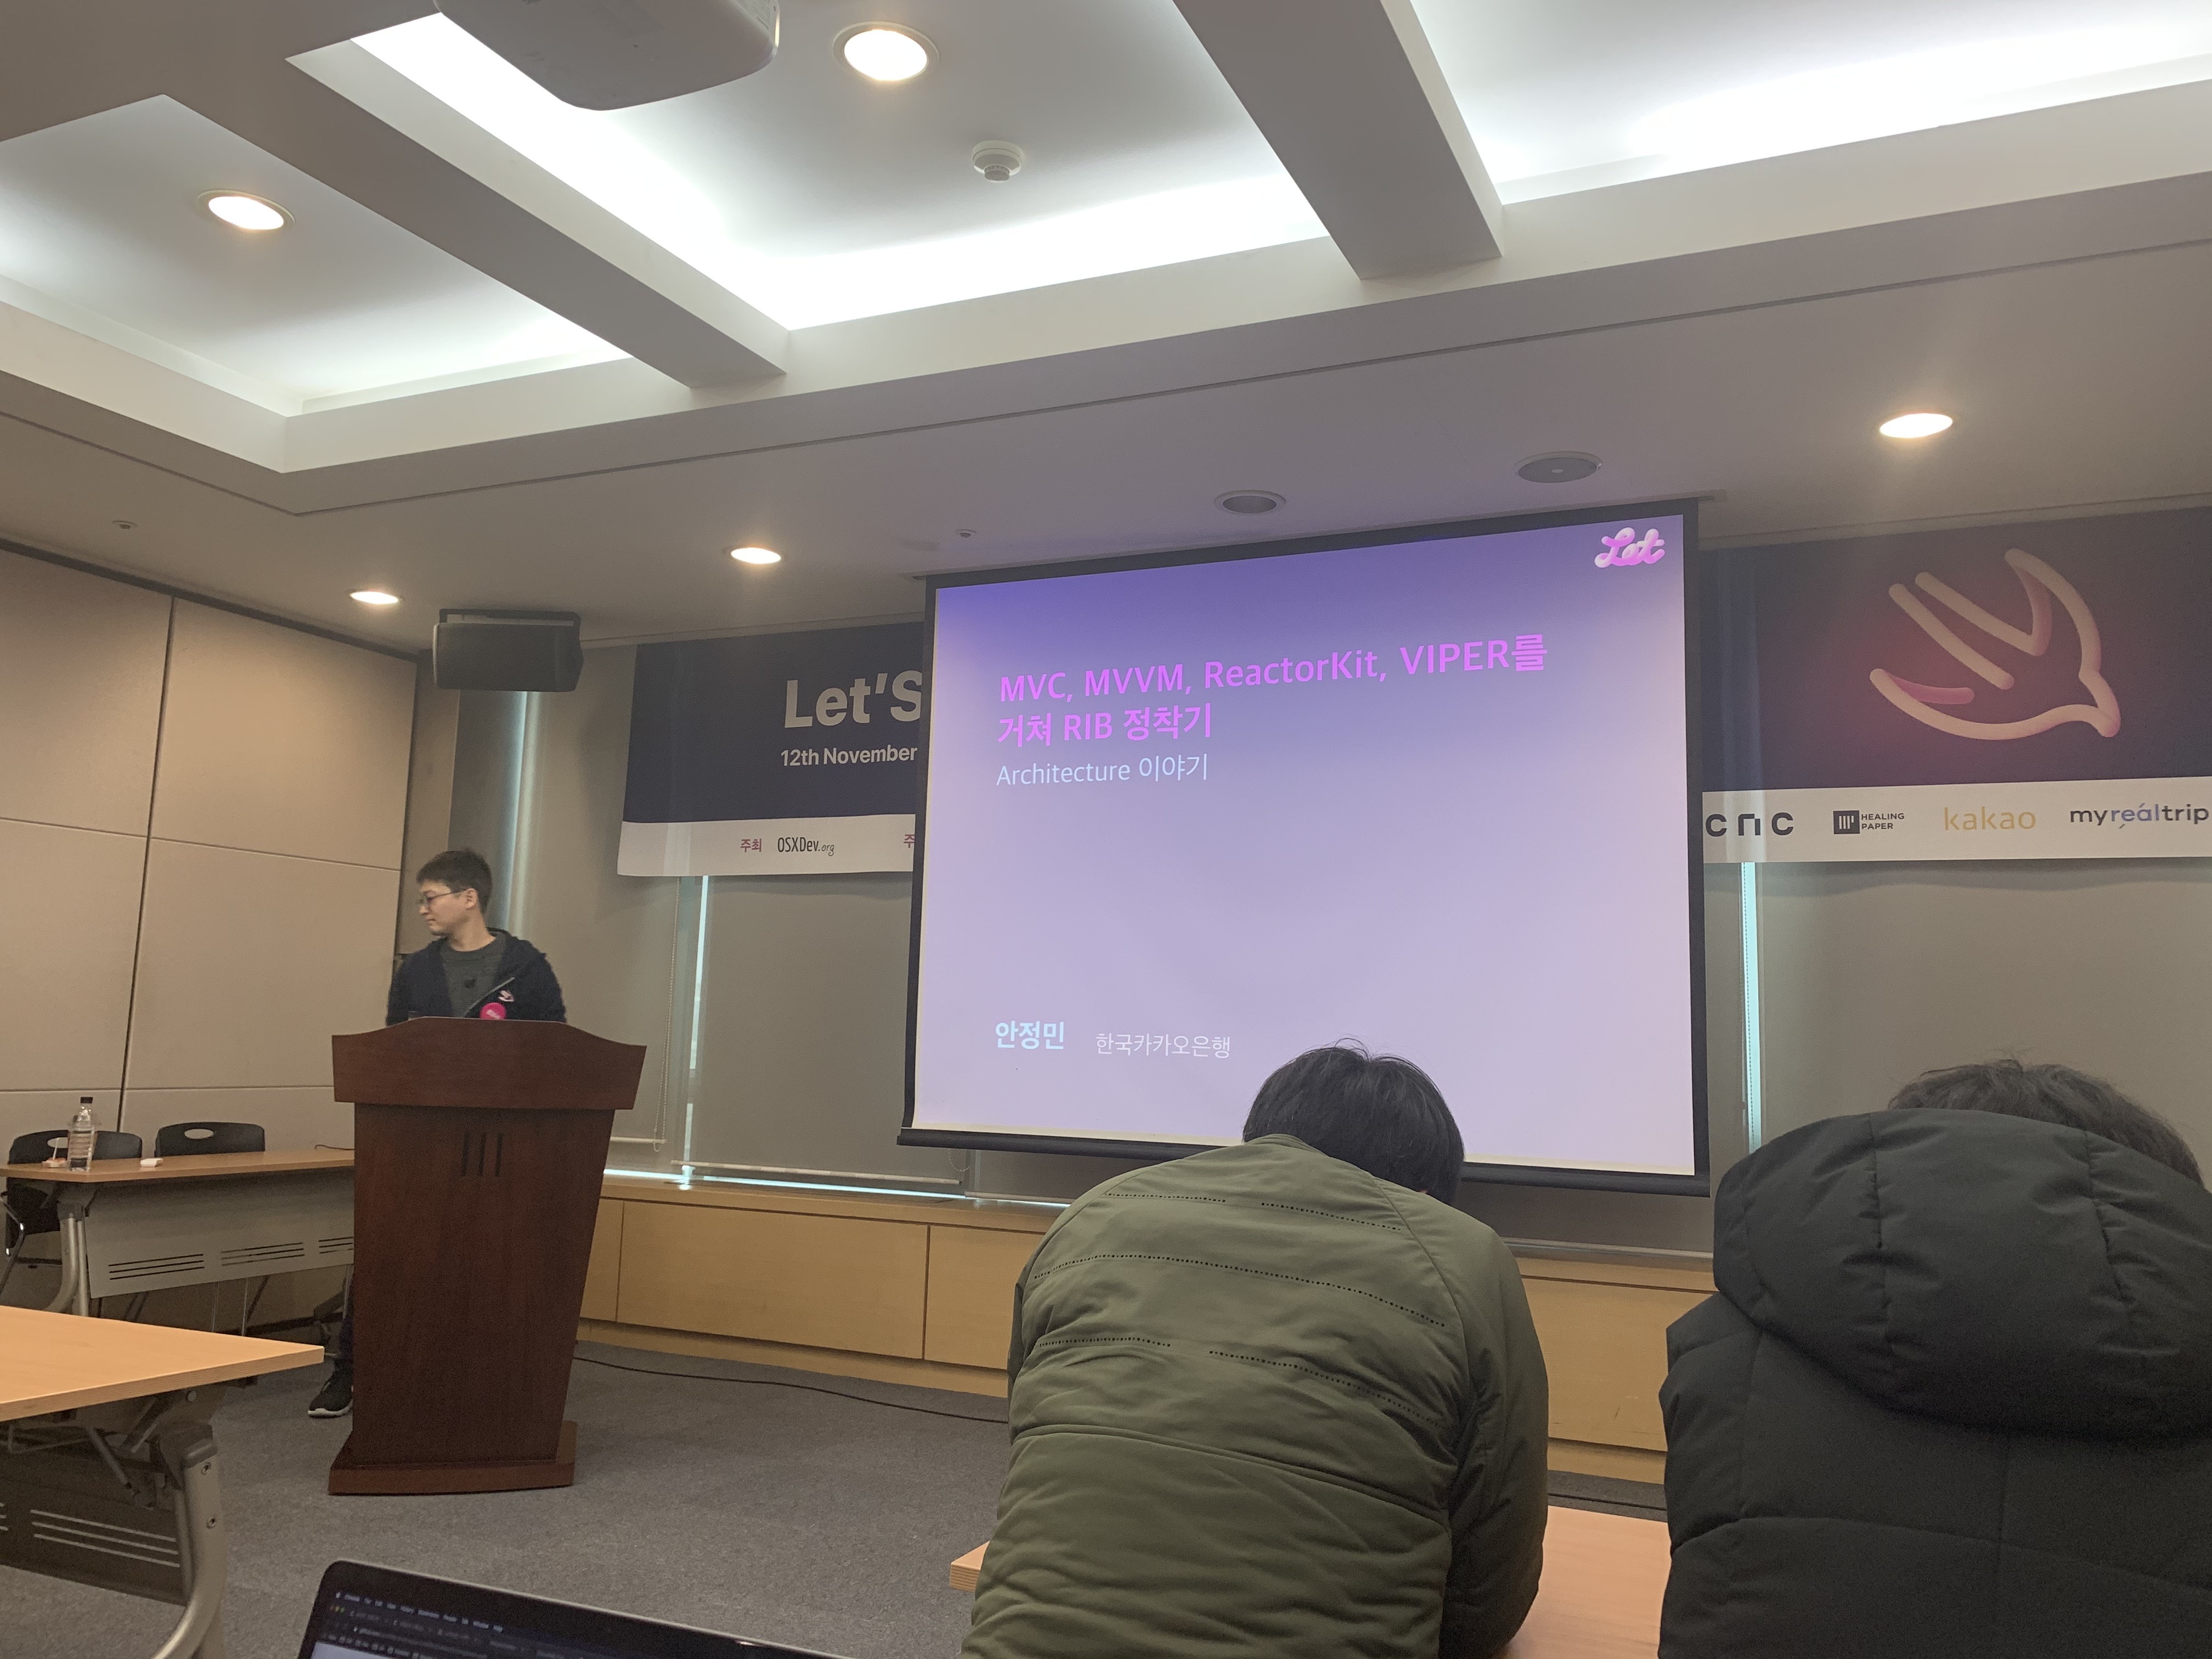 Let
MVC, MVVM, ReactorKit, VIPER를
거쳐 RIB 정착기
Architecture 이야기
안정민 한국카카오은행
Let'S
12th November
주최 OSXDev.org 주
HEALING
PAPER
kakao
myrealtrip